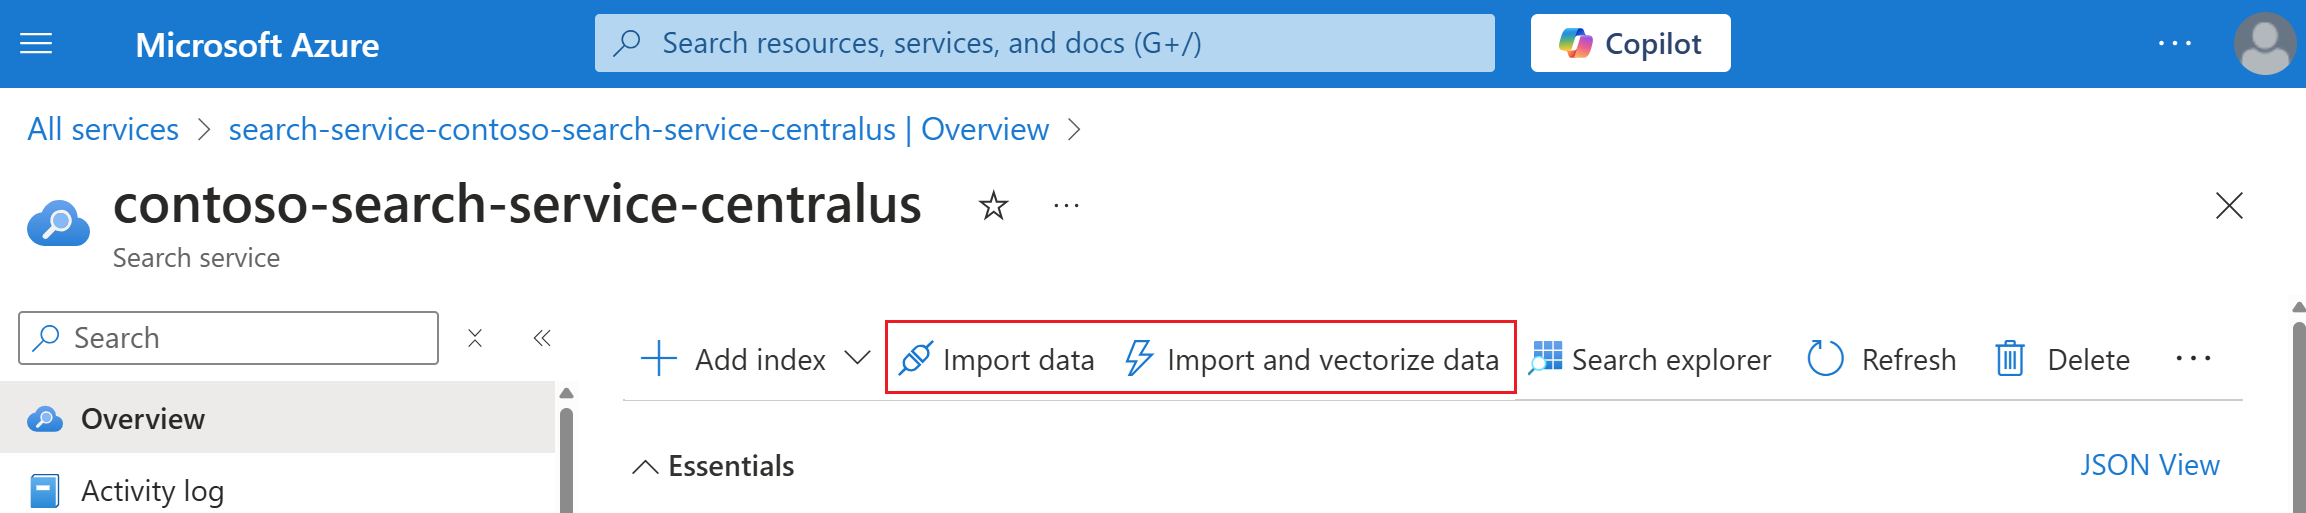 Microsoft Azure
Search resources, services, and docs (G+/)
Copilot
All services > search-service-contoso-search-service-centralus | Overview >
contoso-search-service-centralus
Search service
Search
Add index
Import data
Import and vectorize data
Search explorer
Refresh
Delete
Overview
Activity log
Essentials
JSON View